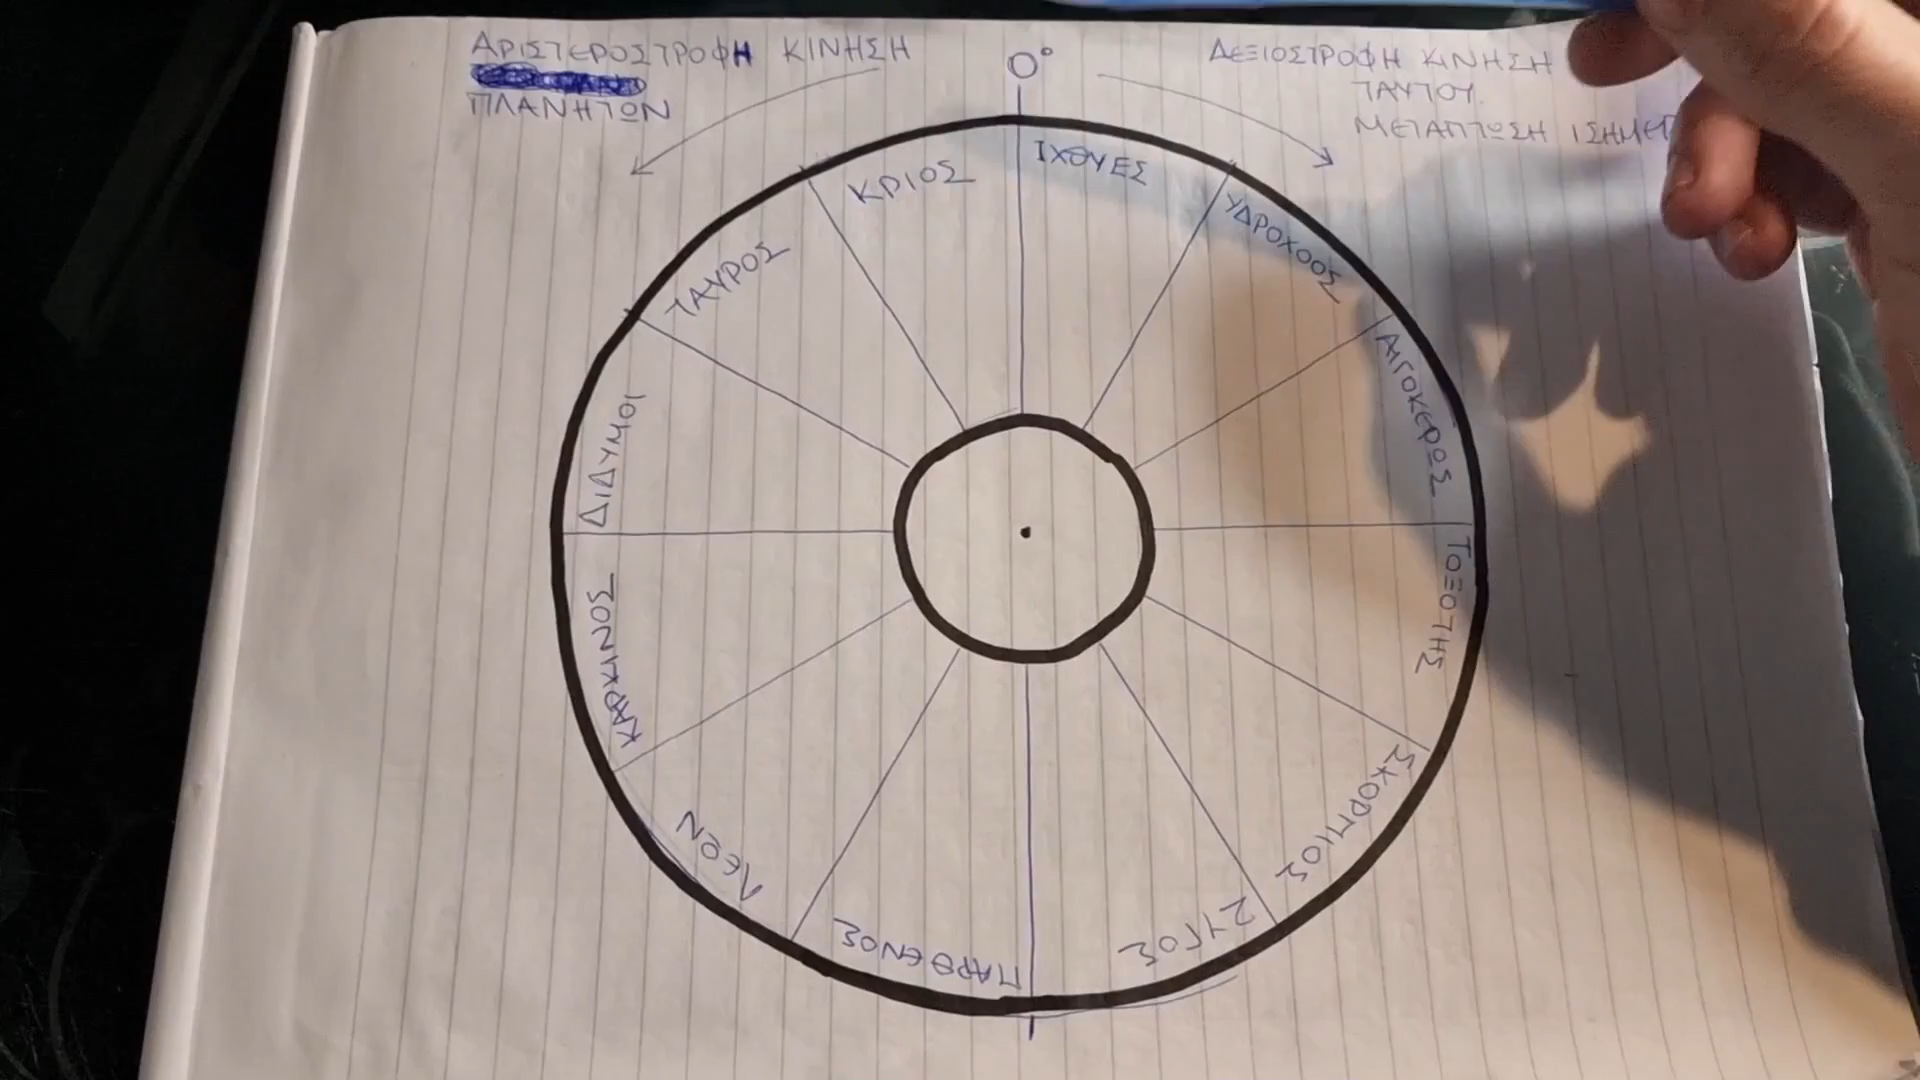 ΑΡΙΣΤΕΡΟΣΤΡΟΦΗ ΚΙΝΗΣΗ
ΠΛΑΝΗΤΩΝ
0°
ΔΕΞΙΟΣΤΡΟΦΗ ΚΙΝΗΣΗ
ΤΑΥΤΟΥ.
ΜΕΤΑΠΤΩΣΗ ΙΣΗΜΕΡ
ΙΧΘΥΕΣ
ΚΡΙΟΣ
ΥΔΡΟΧΟΟΣ
ΤΑΥΡΟΣ
ΑΙΓΟΚΕΡΩΣ
ΔΙΔΥΜΟΙ
ΤΟΞΟΤΗΣ
ΚΑΡΚΙΝΟΣ
ΣΚΟΡΠΙΟΣ
ΛΕΩΝ
ΖΥΓΟΣ
ΠΑΡΘΕΝΟΣ